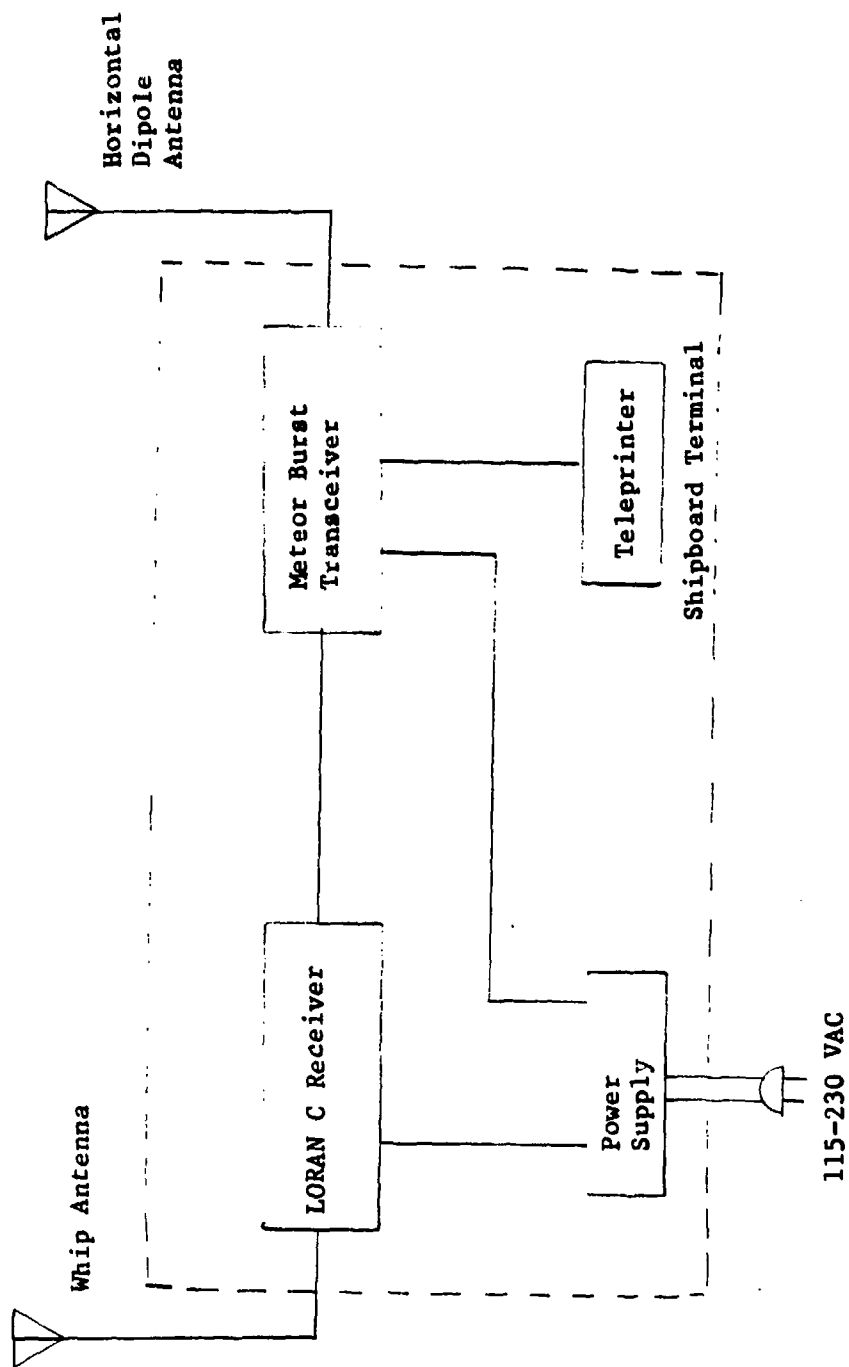 Whip Antenna
Horizontal
Dipole
Antenna
LORAN C Receiver
Meteor Burst
Transceiver
Power
Supply
Teleprinter
Shipboard Terminal
115-230 VAC